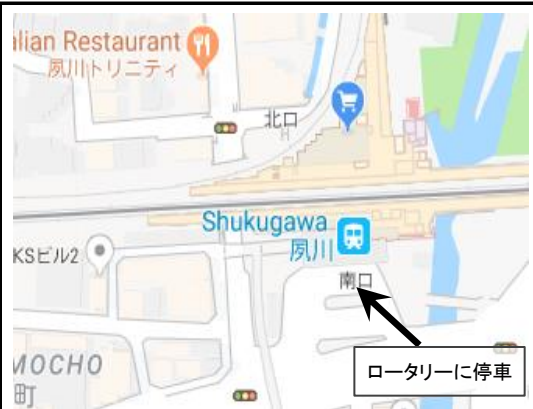 alian Restaurant
夙川トリニティ
北口
Shukugawa
夙川
KSビル2
南口
MOCHO
町
ロータリーに停車